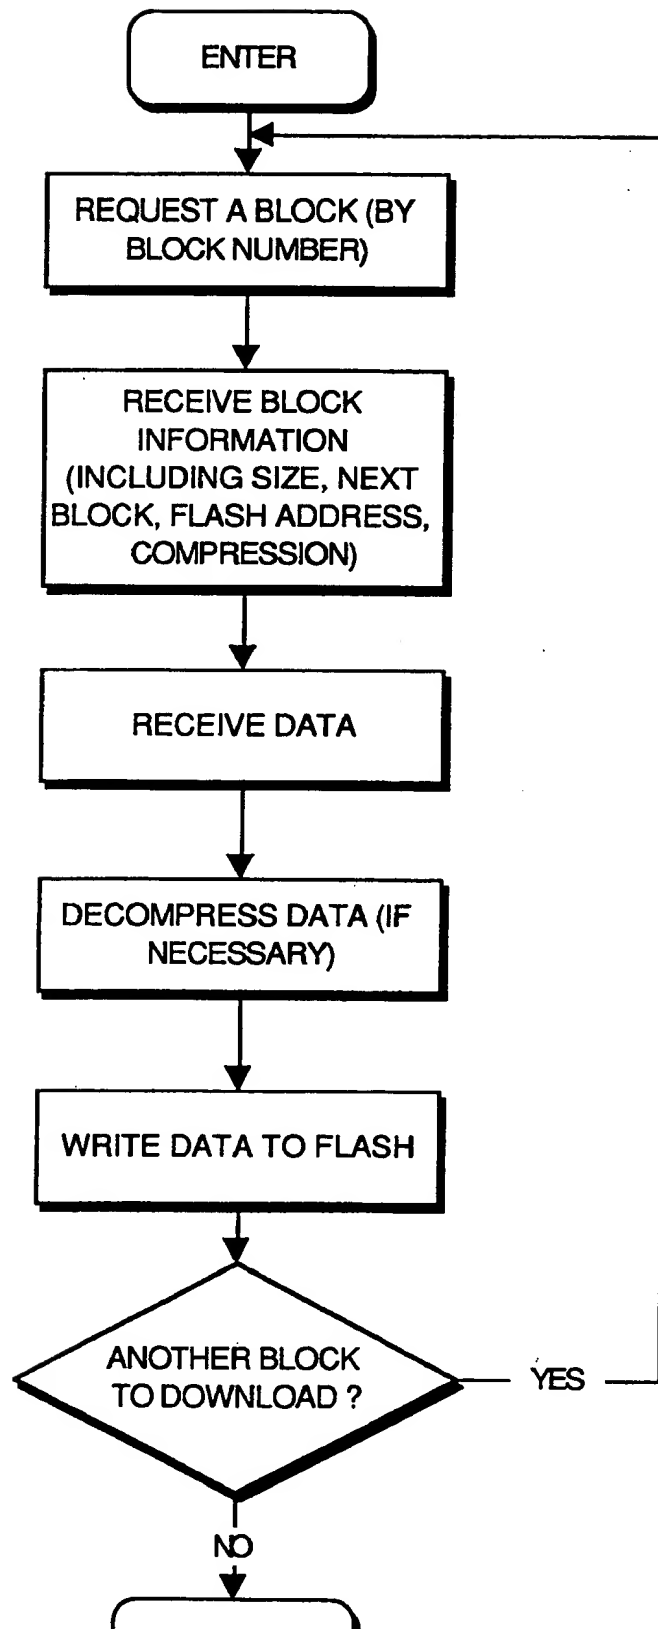 ENTER
REQUEST A BLOCK (BY
BLOCK NUMBER)
RECEIVE BLOCK
INFORMATION
(INCLUDING SIZE, NEXT
BLOCK, FLASH ADDRESS,
COMPRESSION)
RECEIVE DATA
DECOMPRESS DATA (IF
NECESSARY)
WRITE DATA TO FLASH
ANOTHER BLOCK
TO DOWNLOAD ?
YES
NO